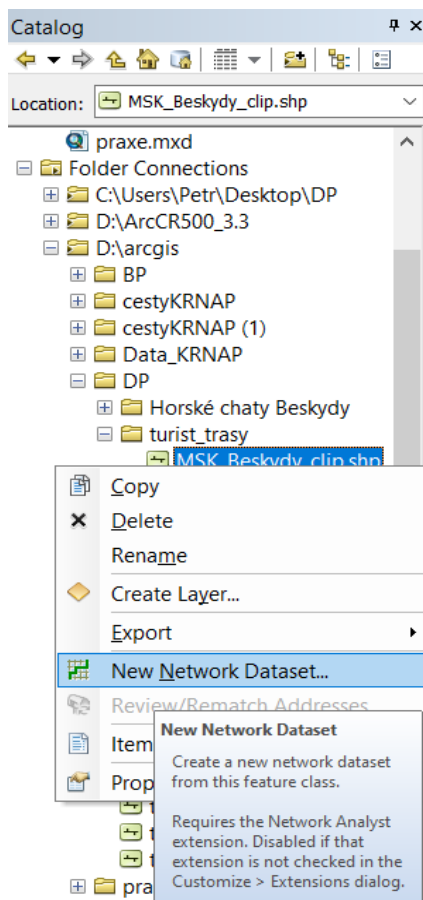 Catalog
Location: MSK_Beskydy_clip.shp
praxe.mxd
Folder Connections
C:\Users\Petr\Desktop\DP
D:\ArcCR500_3.3
D:\arcgis
BP
cestyKRNAP
cestyKRNAP (1)
Data_KRNAP
DP
Horské chaty Beskydy
turist_trasy
MSK_Beskydy_clip.shp
Copy
Delete
Rename
Create Layer...
Export
New Network Dataset...
Review/Rematch Addresses
New Network Dataset
Item
Create a new network dataset
Prop
from this feature class.
Requires the Network Analyst
extension. Disabled if that
extension is not checked in the
pra
Customize > Extensions dialog.